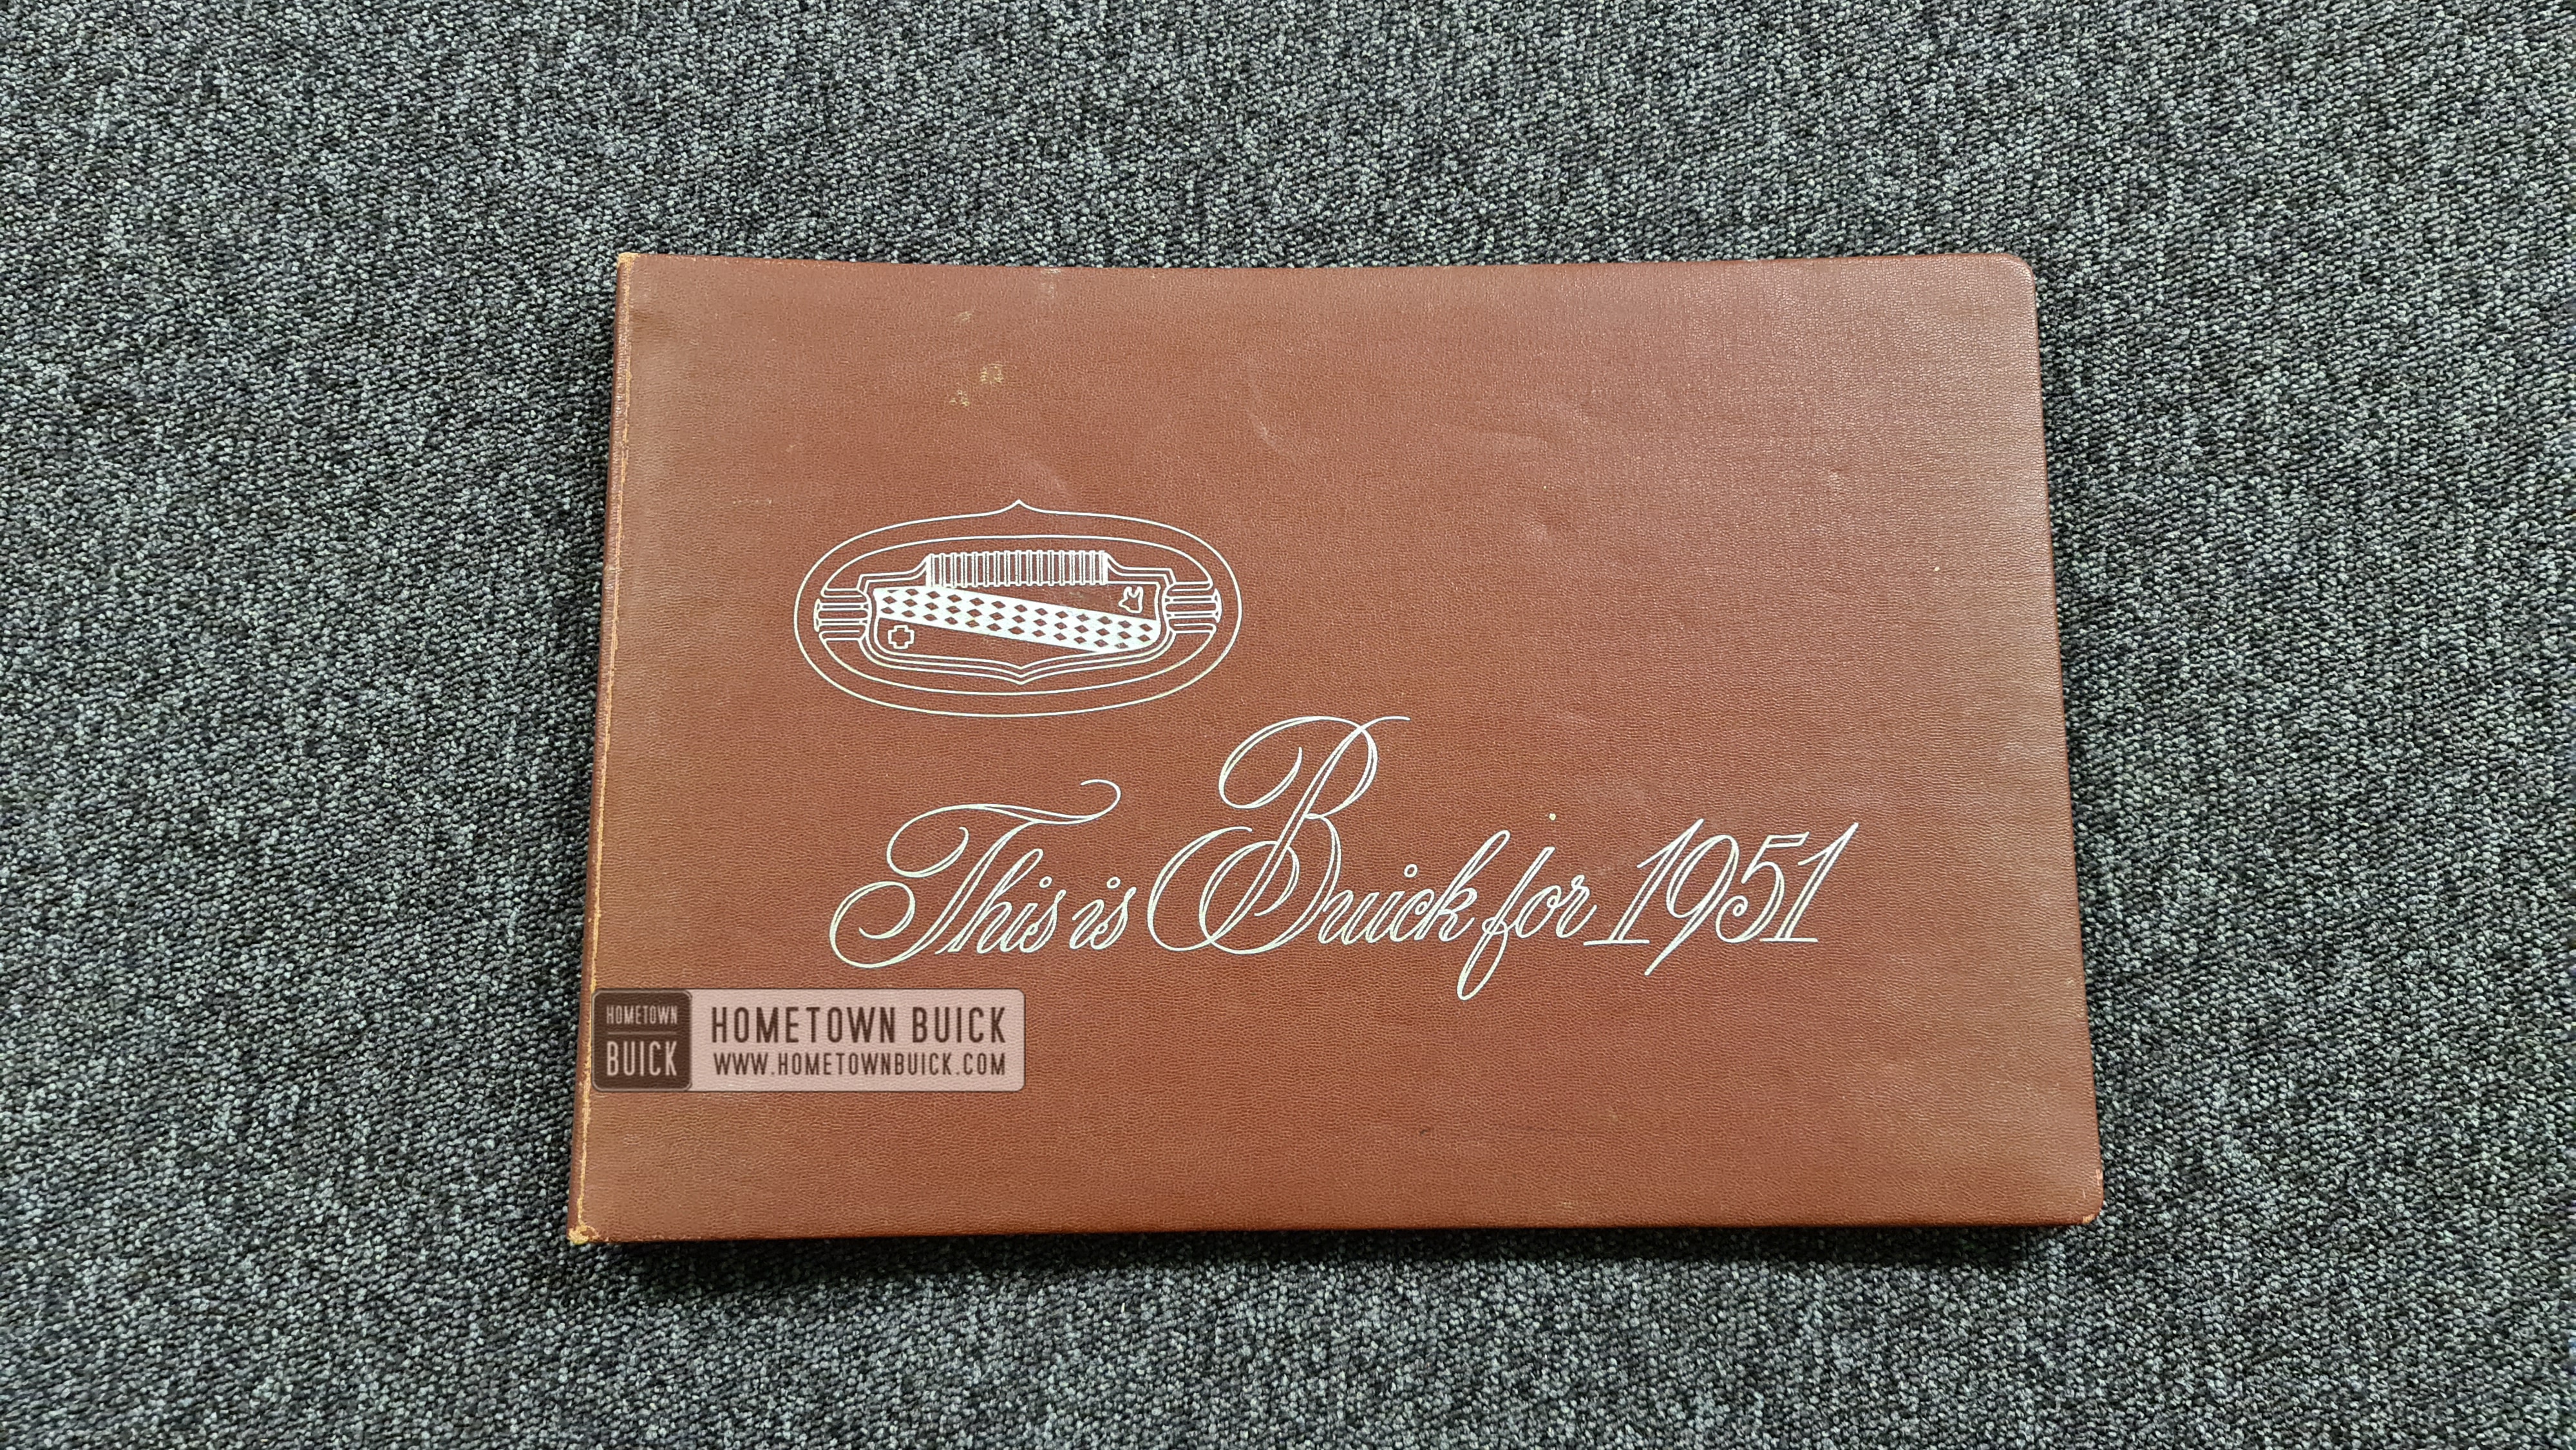 This is Buick for 1951
HOMETOWN
BUICK
HOMETOWN BUICK
WWW.HOMETOWNBUICK.COM